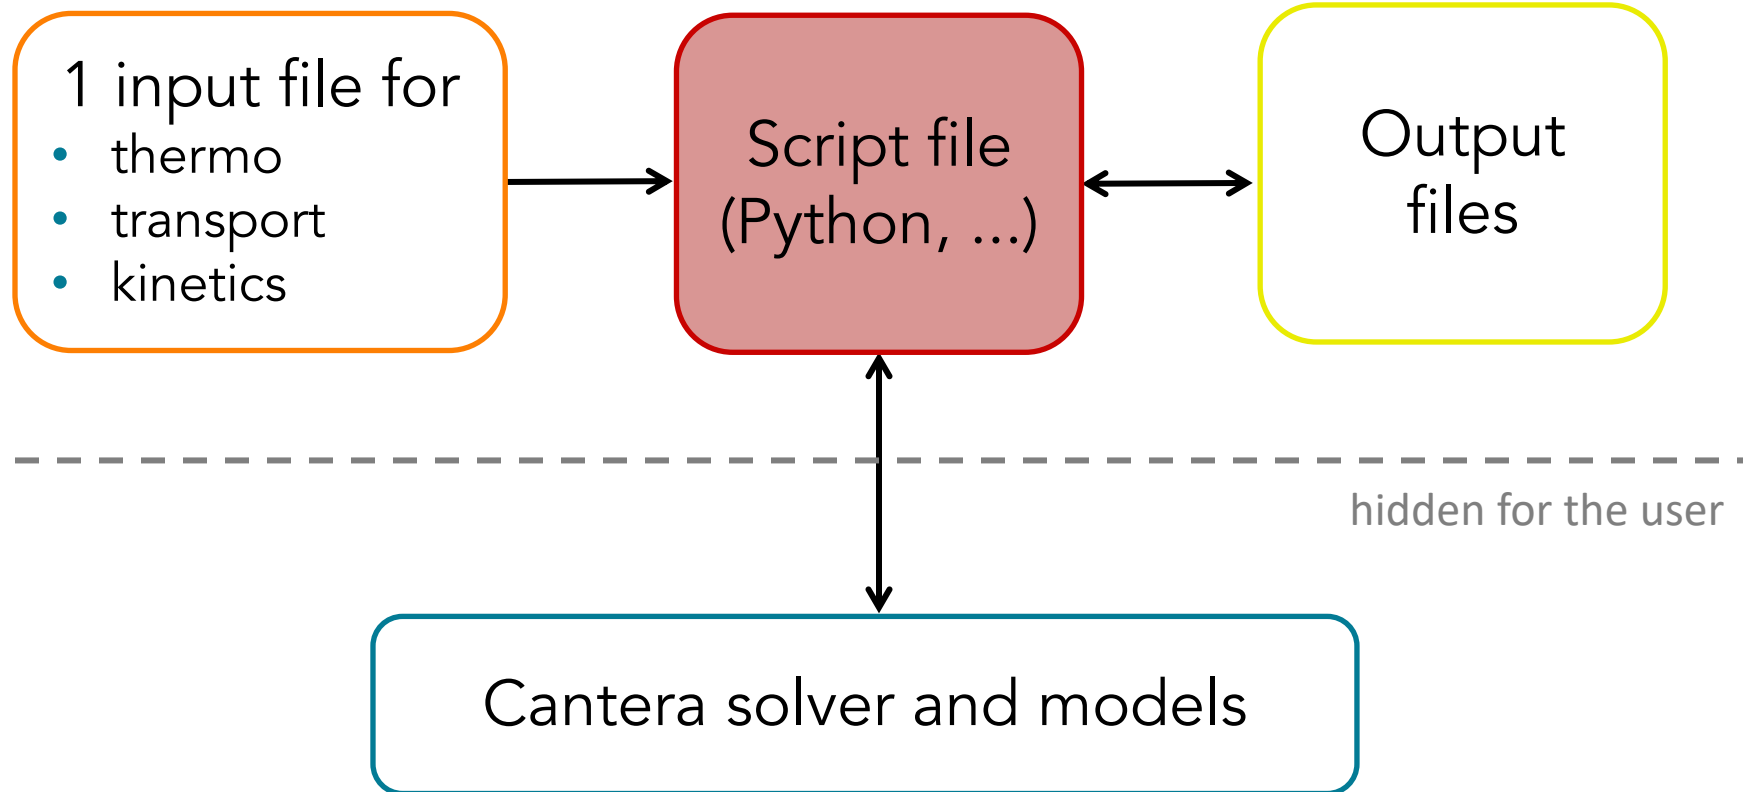 1 input file for
• thermo
• transport
• kinetics
Script file
(Python, ...)
Output
files
hidden for the user
Cantera solver and models